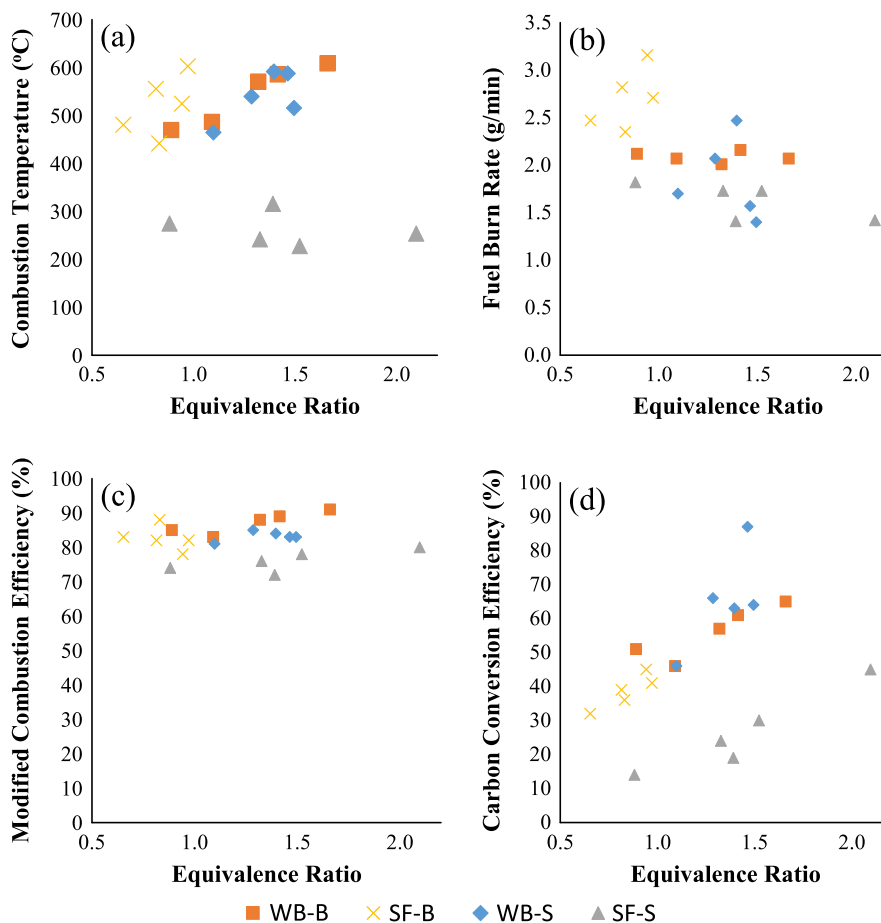 (a)
Combustion Temperature (°C)
700
600
500
400
300
200
100
0
0.5 1.0 1.5 2.0
Equivalence Ratio
(b)
Fuel Burn Rate (g/min)
3.5
3.0
2.5
2.0
1.5
1.0
0.5
0.0
0.5 1.0 1.5 2.0
Equivalence Ratio
(c)
Modified Combustion Efficiency (%)
100
90
80
70
60
50
40
30
20
10
0
0.5 1.0 1.5 2.0
Equivalence Ratio
(d)
Carbon Conversion Efficiency (%)
100
90
80
70
60
50
40
30
20
10
0
0.5 1.0 1.5 2.0
Equivalence Ratio
WB-B SF-B WB-S SF-S